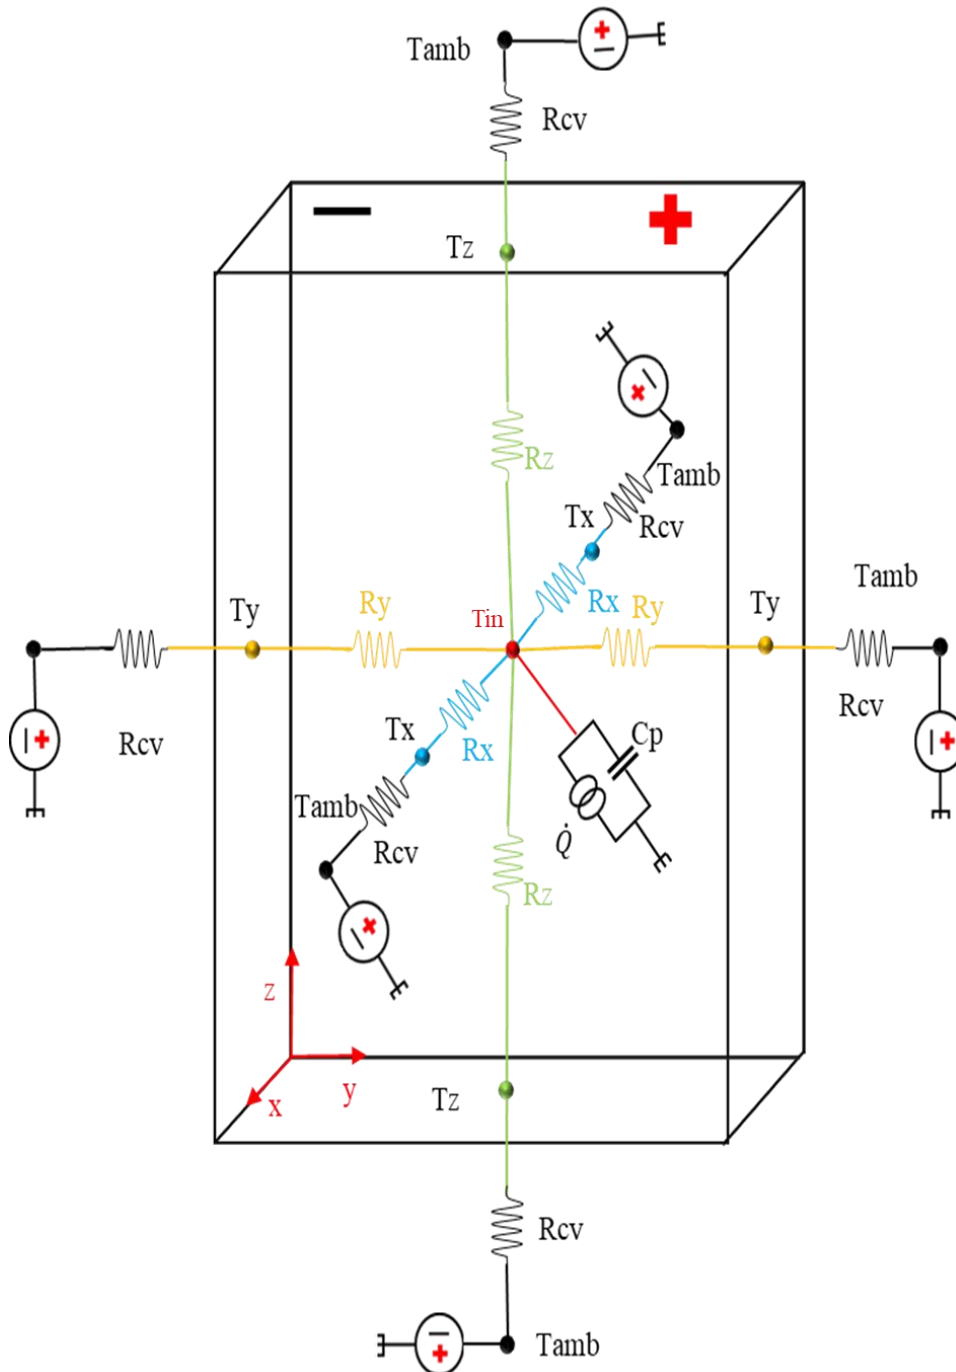 Tamb
Rcv
Tz
Rz
Tamb
Rcv
Tx
Rx
Tamb
Ty
Ry
Tin
Ry
Ty
Rcv
Rcv
Tx
Rx
Cp
Tamb
Rcv
Q̇
Rz
z
y
x
Tz
Rcv
Tamb